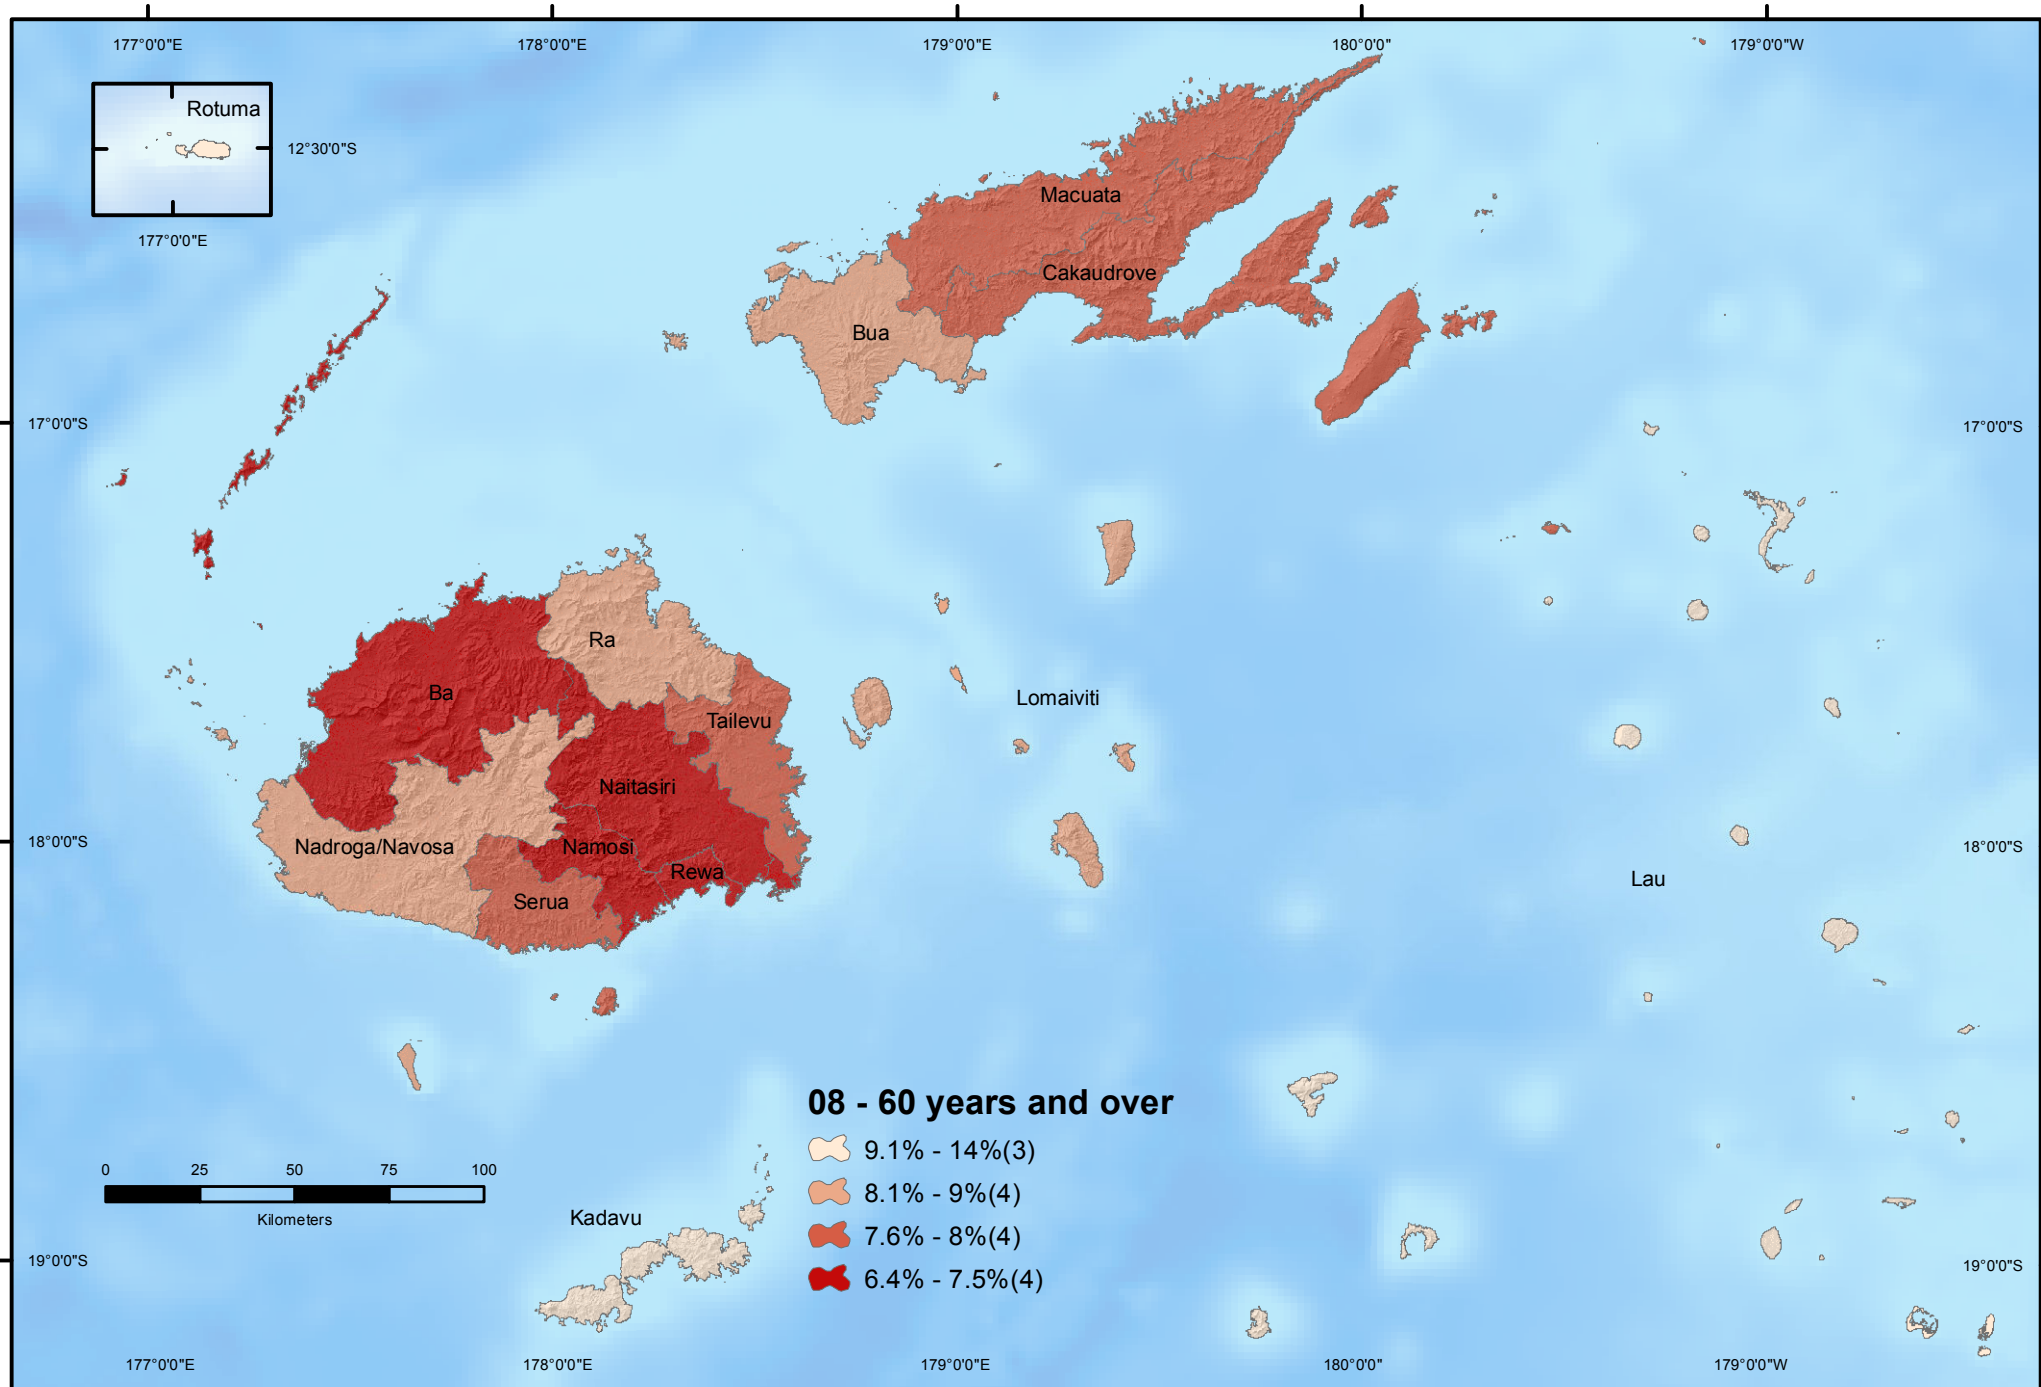 177°0'0"E
178°0'0"E
179°0'0"E
180°0'0"
179°0'0"W
Rotuma
12°30'0"S
177°0'0"E
Macuata
Cakaudrove
Bua
17°0'0"S
17°0'0"S
Ra
Ba
Lomaiviti
Tailevu
Naitasiri
18°0'0"S
Nadroga/Navosa
Namosi
18°0'0"S
Rewa
Lau
Serua
08 - 60 years and over
9.1% - 14%(3)
8.1% - 9%(4)
7.6% - 8%(4)
6.4% - 7.5%(4)
0 25 50 75 100
Kilometers
Kadavu
19°0'0"S
19°0'0"S
177°0'0"E
178°0'0"E
179°0'0"E
180°0'0"
179°0'0"W